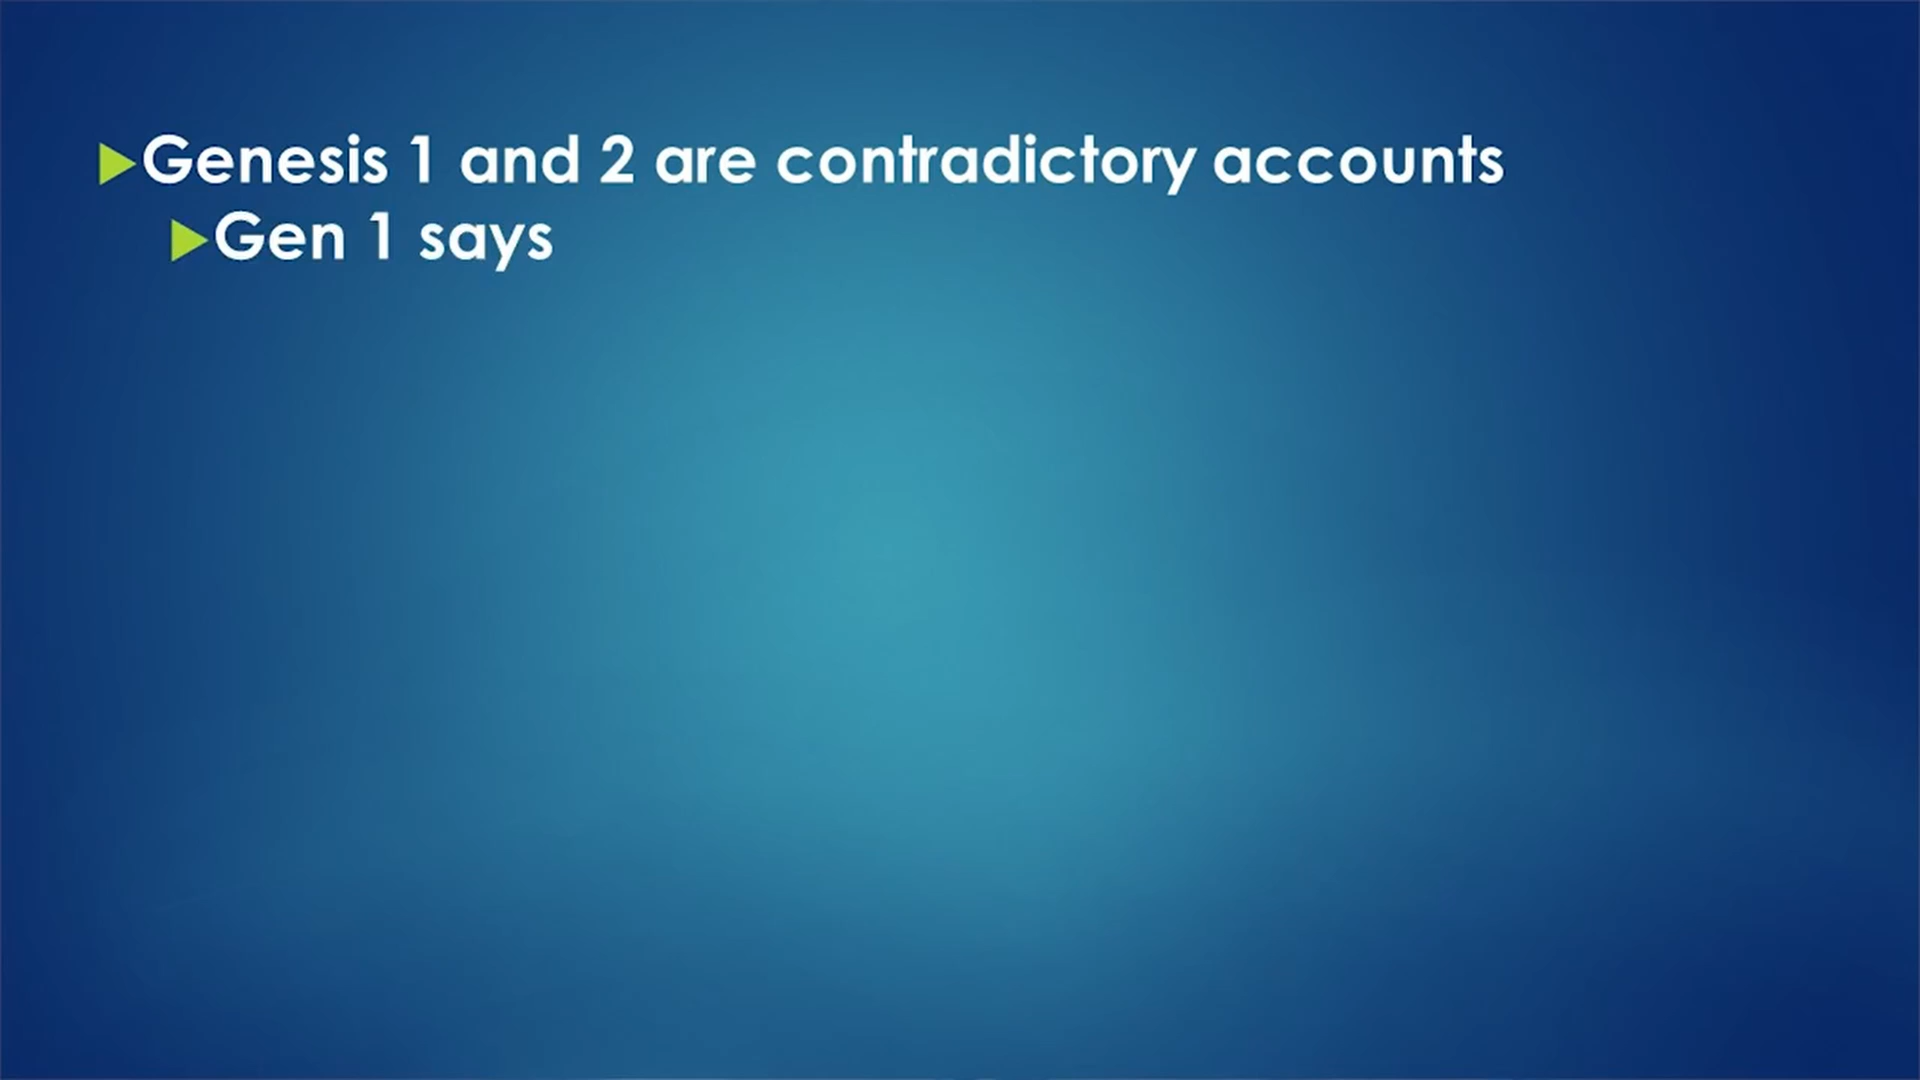 Genesis 1 and 2 are contradictory accounts
Gen 1 says